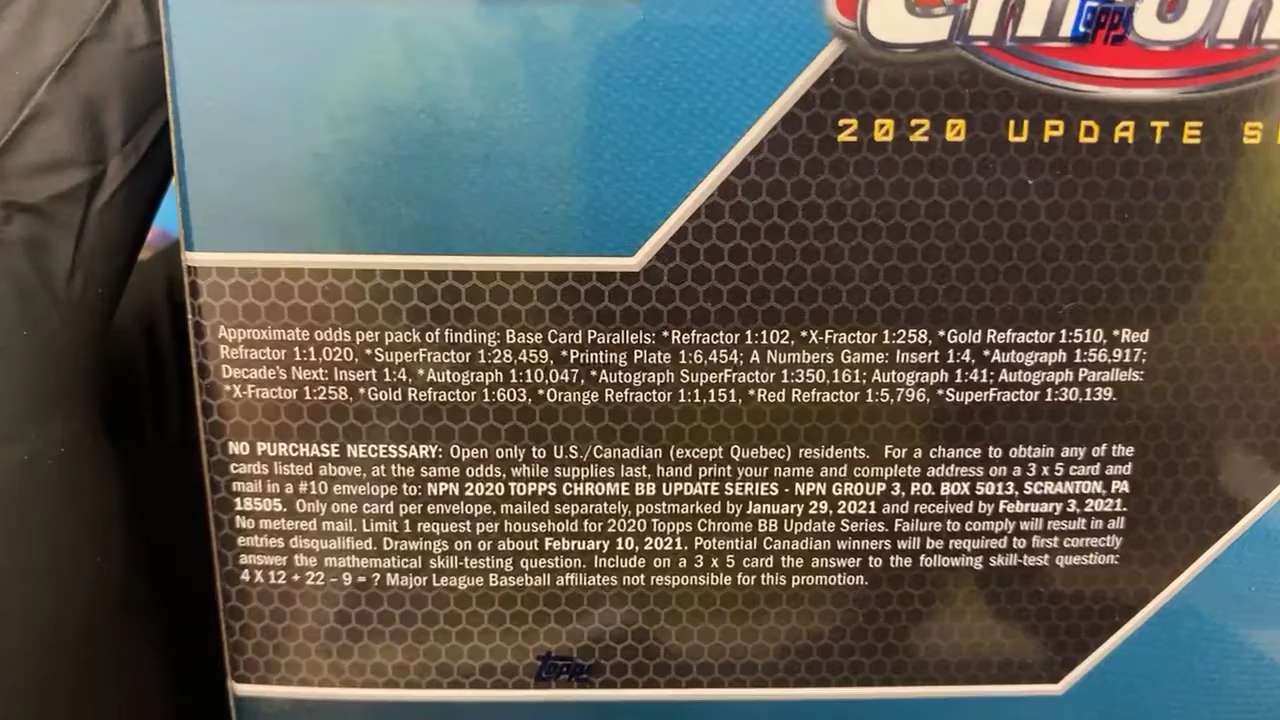 TOPPS
2020 UPDATE S
Approximate odds per pack of finding: Base Card Parallels: *Refractor 1:102, *X-Fractor 1:258, *Gold Refractor 1:510, *Red
Refractor 1:1,020, *SuperFractor 1:28,459, *Printing Plate 1:6,454; A Numbers Game: Insert 1:4, *Autograph 1:56,917;
Decade's Next: Insert 1:4, *Autograph 1:10,047, *Autograph SuperFractor 1:350,161; Autograph 1:41; Autograph Parallels:
*X-Fractor 1:258, *Gold Refractor 1:603, *Orange Refractor 1:1,151, *Red Refractor 1:5,796, *SuperFractor 1:30,139.
NO PURCHASE NECESSARY: Open only to U.S./Canadian (except Quebec) residents. For a chance to obtain any of the
cards listed above, at the same odds, while supplies last, hand print your name and complete address on a 3 x 5 card and
mail in a #10 envelope to: NPN 2020 TOPPS CHROME BB UPDATE SERIES - NPN GROUP 3, P.O. BOX 5013, SCRANTON, PA
18505. Only one card per envelope, mailed separately, postmarked by January 29, 2021 and received by February 3, 2021.
No metered mail. Limit 1 request per household for 2020 Topps Chrome BB Update Series. Failure to comply will result in all
entries disqualified. Drawings on or about February 10, 2021. Potential Canadian winners will be required to first correctly
answer the mathematical skill-testing question. Include on a 3 x 5 card the answer to the following skill-test question:
4 X 12 + 22 – 9 = ? Major League Baseball affiliates not responsible for this promotion.
TOPPS